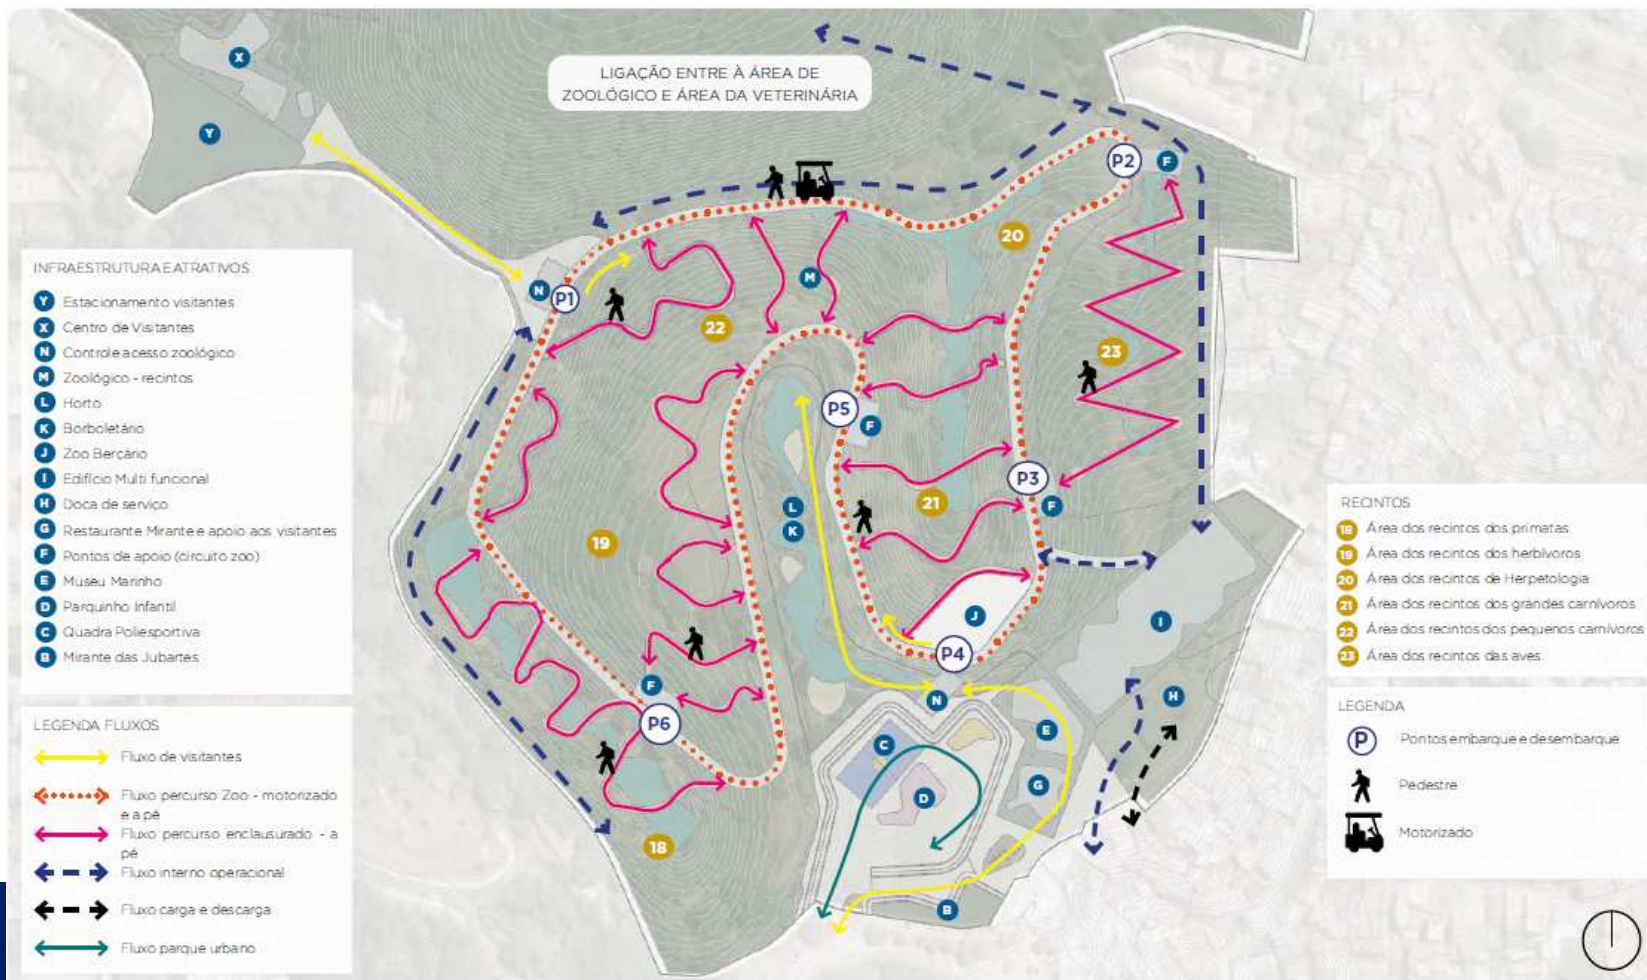 LIGAÇÃO ENTRE À ÁREA DE
ZOOLÓGICO E ÁREA DA VETERINÁRIA
X
Y
P2
F
20
N
P1
M
22
23
P5
F
P3
F
21
L
K
19
J
I
P4
F
P6
N
H
E
C
G
D
18
B
INFRAESTRUTURA E ATRATIVOS
Y Estacionamento visitantes
X Centro de Visitantes
N Controle acesso zoológico
M Zoológico - recintos
L Horto
K Borboletário
J Zoo Berçário
I Edifício Multi funcional
H Doca de serviço
G Restaurante Mirante e apoio aos visitantes
F Pontos de apoio (circuito zoo)
E Museu Marinho
D Parquinho Infantil
C Quadra Poliesportiva
B Mirante das Jubartes
LEGENDA FLUXOS
Fluxo de visitantes
Fluxo percurso Zoo - motorizado
e a pé
Fluxo percurso enclausurado - a
pé
Fluxo interno operacional
Fluxo carga e descarga
Fluxo parque urbano
RECINTOS
18 Área dos recintos dos primatas
19 Área dos recintos dos herbívoros
20 Área dos recintos de Herpetologia
21 Área dos recintos dos grandes carnívoros
22 Área dos recintos dos pequenos carnívoros
23 Área dos recintos das aves
LEGENDA
P Pontos embarque e desembarque
Pedestre
Motorizado